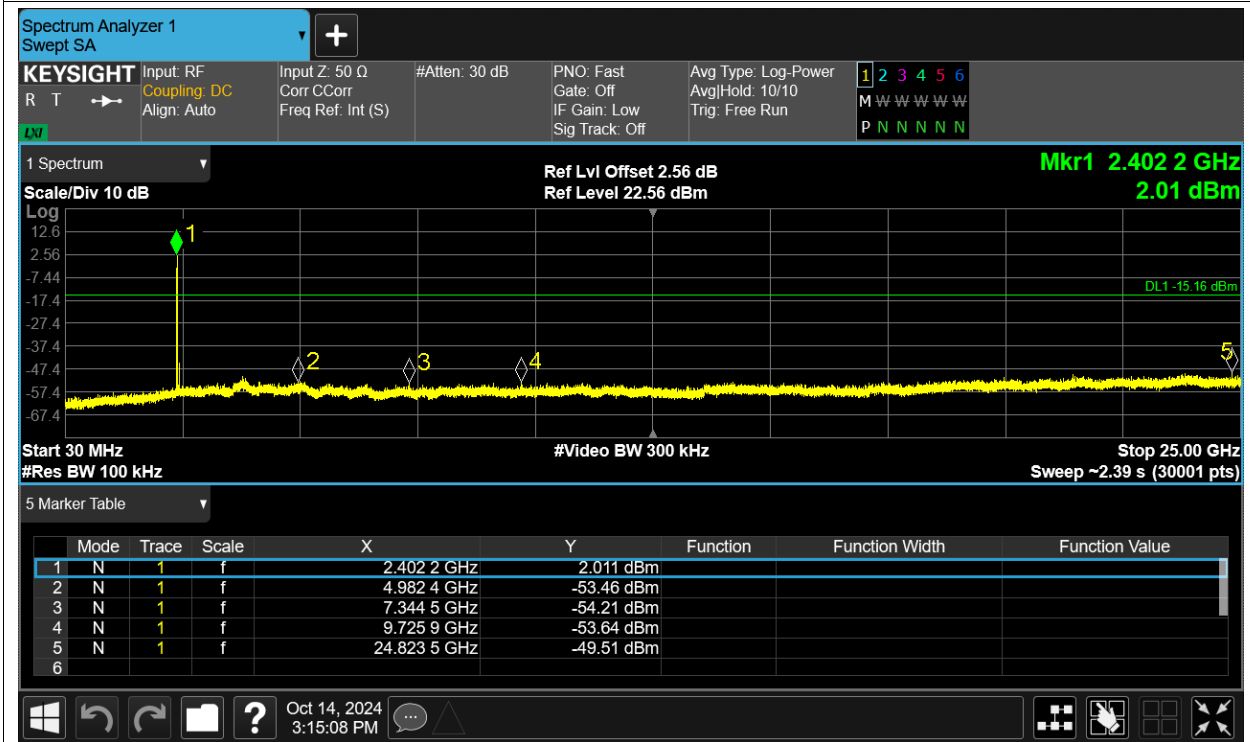 Spectrum Analyzer 1
Swept SA
KEYSIGHT
R T
LXI
Input: RF
Coupling: DC
Align: Auto
Input Z: 50 Ω
Corr CCorr
Freq Ref: Int (S)
#Atten: 30 dB
PNO: Fast
Gate: Off
IF Gain: Low
Sig Track: Off
Avg Type: Log-Power
Avg|Hold: 10/10
Trig: Free Run
1 2 3 4 5 6
M W W W W W
P N N N N N
1 Spectrum
Scale/Div 10 dB
Ref Lvl Offset 2.56 dB
Ref Level 22.56 dBm
Mkr1 2.402 2 GHz
2.01 dBm
Log
12.6
2.56
-7.44
-17.4
-27.4
-37.4
-47.4
-57.4
-67.4
1
2
3
4
5
DL1 -15.16 dBm
Start 30 MHz
#Video BW 300 kHz
Stop 25.00 GHz
#Res BW 100 kHz
Sweep ~2.39 s (30001 pts)
5 Marker Table
Mode Trace Scale X Y Function Function Width Function Value
1 N 1 f 2.402 2 GHz 2.011 dBm
2 N 1 f 4.982 4 GHz -53.46 dBm
3 N 1 f 7.344 5 GHz -54.21 dBm
4 N 1 f 9.725 9 GHz -53.64 dBm
5 N 1 f 24.823 5 GHz -49.51 dBm
6
?
Oct 14, 2024
3:15:08 PM